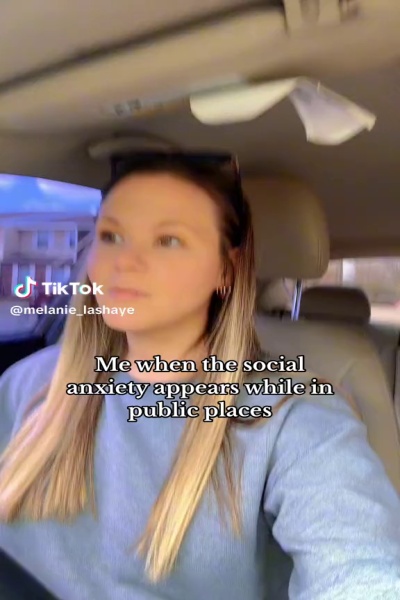 TikTok
@melanie_lashaye
Me when the social
anxiety appears while in
public places